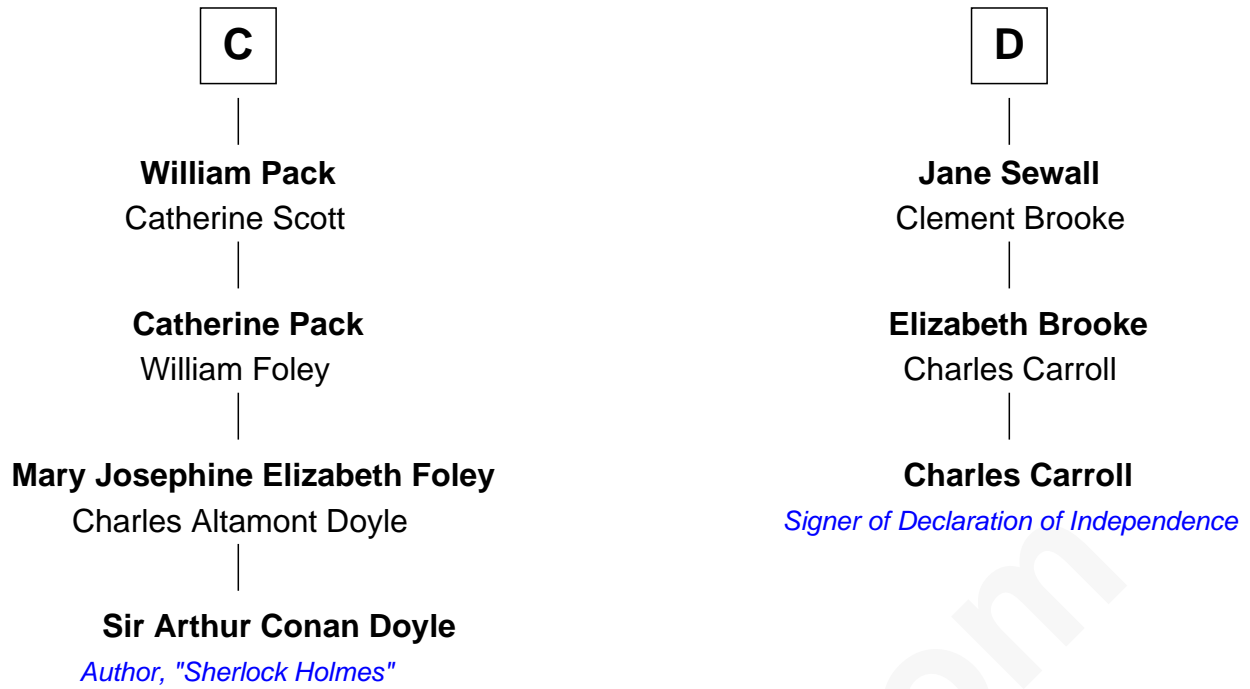 C
William Pack
Catherine Scott
Catherine Pack
William Foley
Mary Josephine Elizabeth Foley
Charles Altamont Doyle
Sir Arthur Conan Doyle
Author, "Sherlock Holmes"
D
Jane Sewall
Clement Brooke
Elizabeth Brooke
Charles Carroll
Charles Carroll
Signer of Declaration of Independence
om